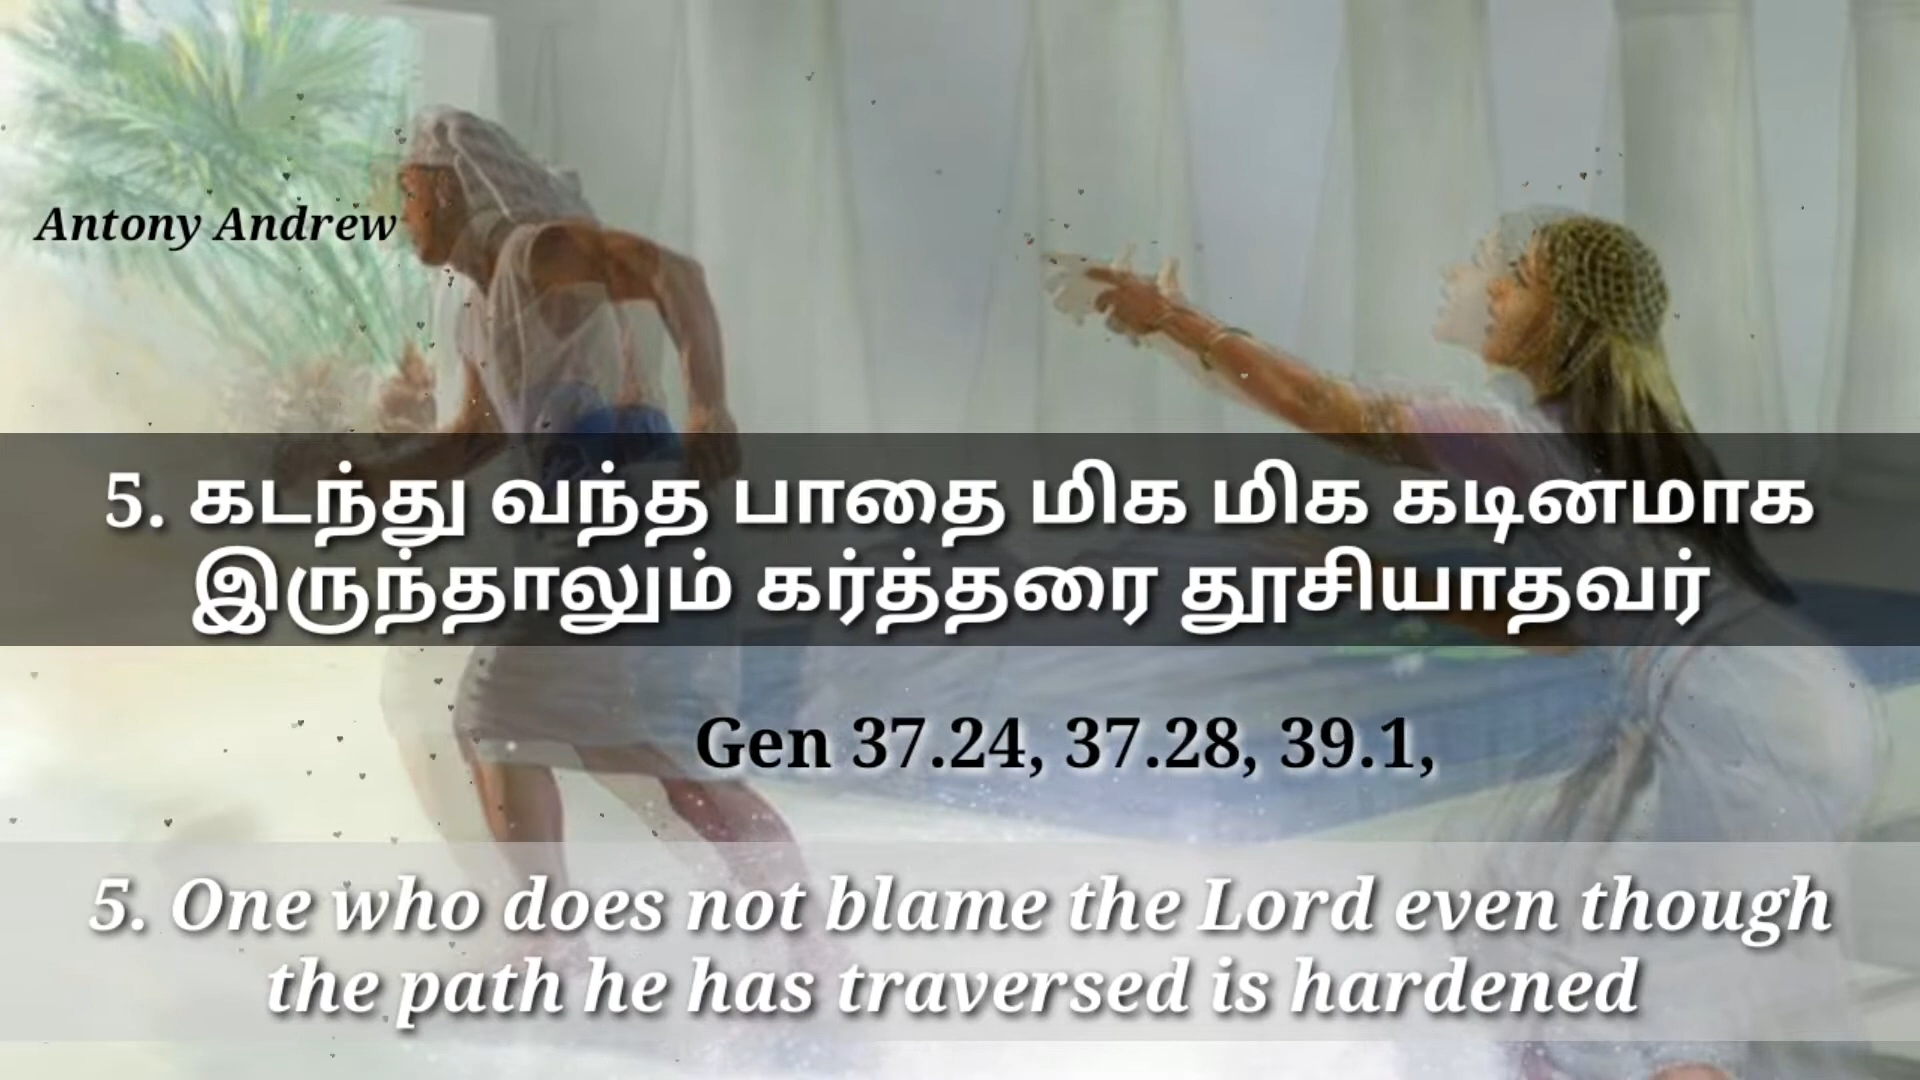 Antony Andrew
5. கடந்து வந்த பாதை மிக மிக கடினமாக
இருந்தாலும் கர்த்தரை தூசியாதவர்
Gen 37.24, 37.28, 39.1,
5. One who does not blame the Lord even though
the path he has traversed is hardened